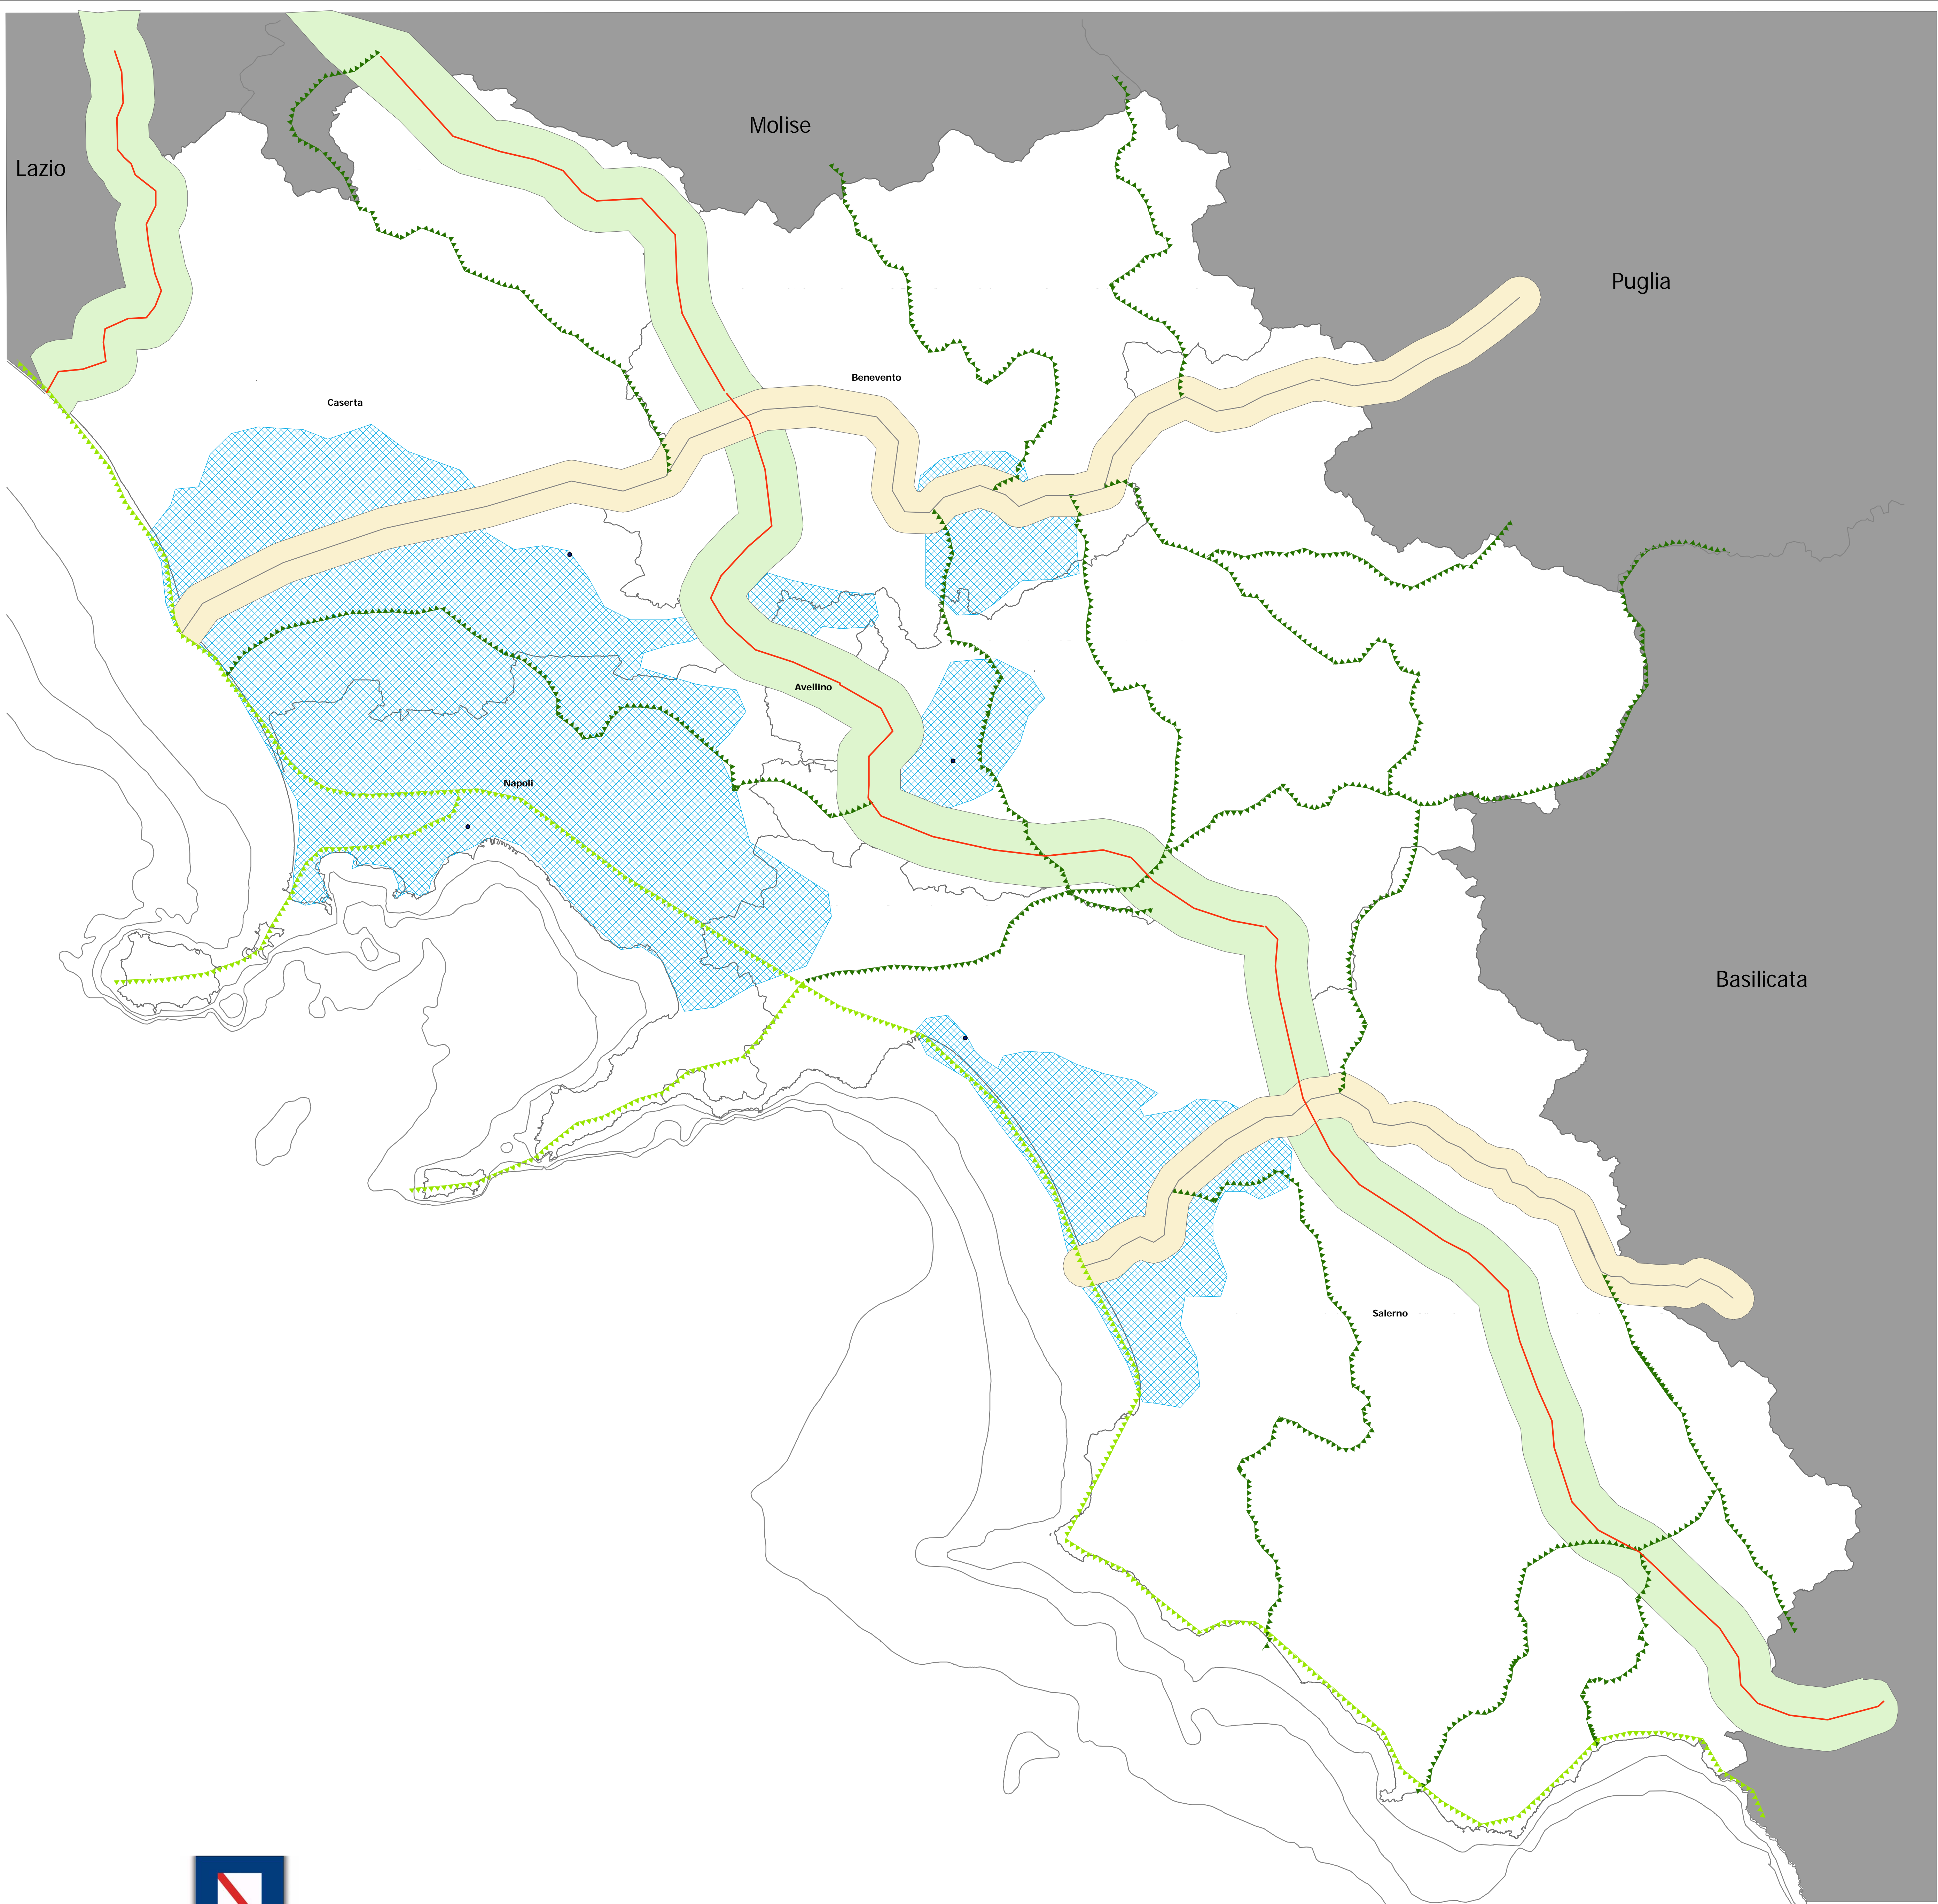 Molise
Lazio
Puglia
Benevento
Caserta
Avellino
Napoli
Basilicata
Salerno